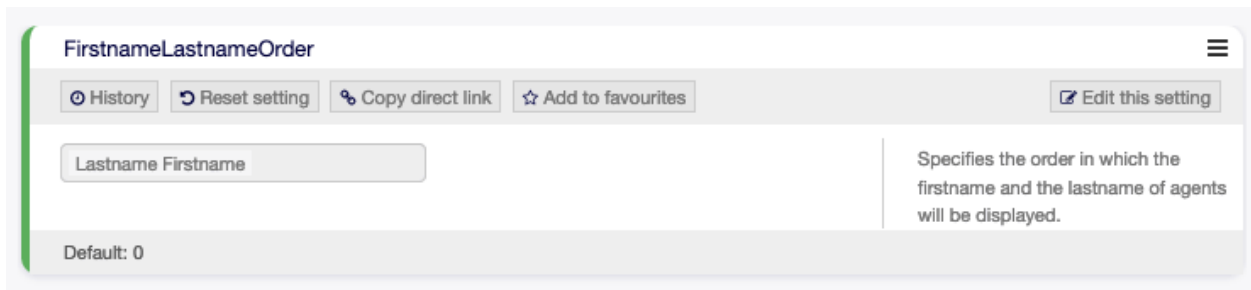 FirstnameLastnameOrder
History Reset setting Copy direct link Add to favourites Edit this setting
Lastname Firstname
Specifies the order in which the
firstname and the lastname of agents
will be displayed.
Default: 0